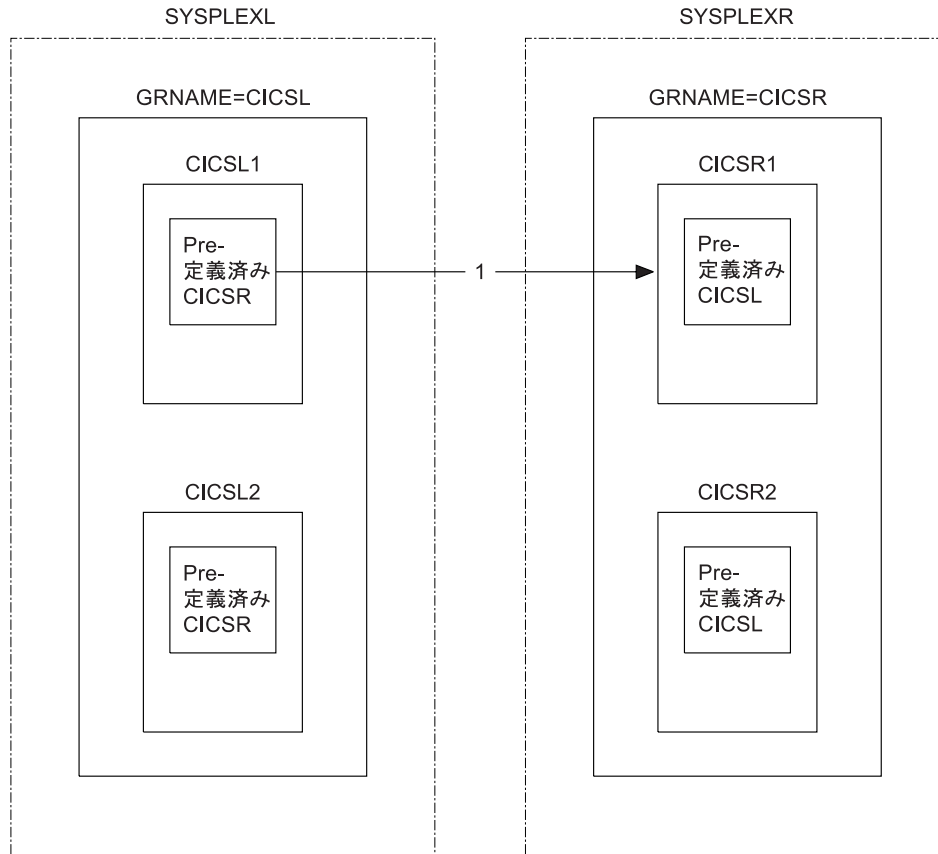 SYSPLEXL
SYSPLEXR
GRNAME=CICSL
GRNAME=CICSR
CICSL1
CICSR1
Pre-
定義済み
CICSR
1
Pre-
定義済み
CICSL
CICSL2
CICSR2
Pre-
定義済み
CICSR
Pre-
定義済み
CICSL